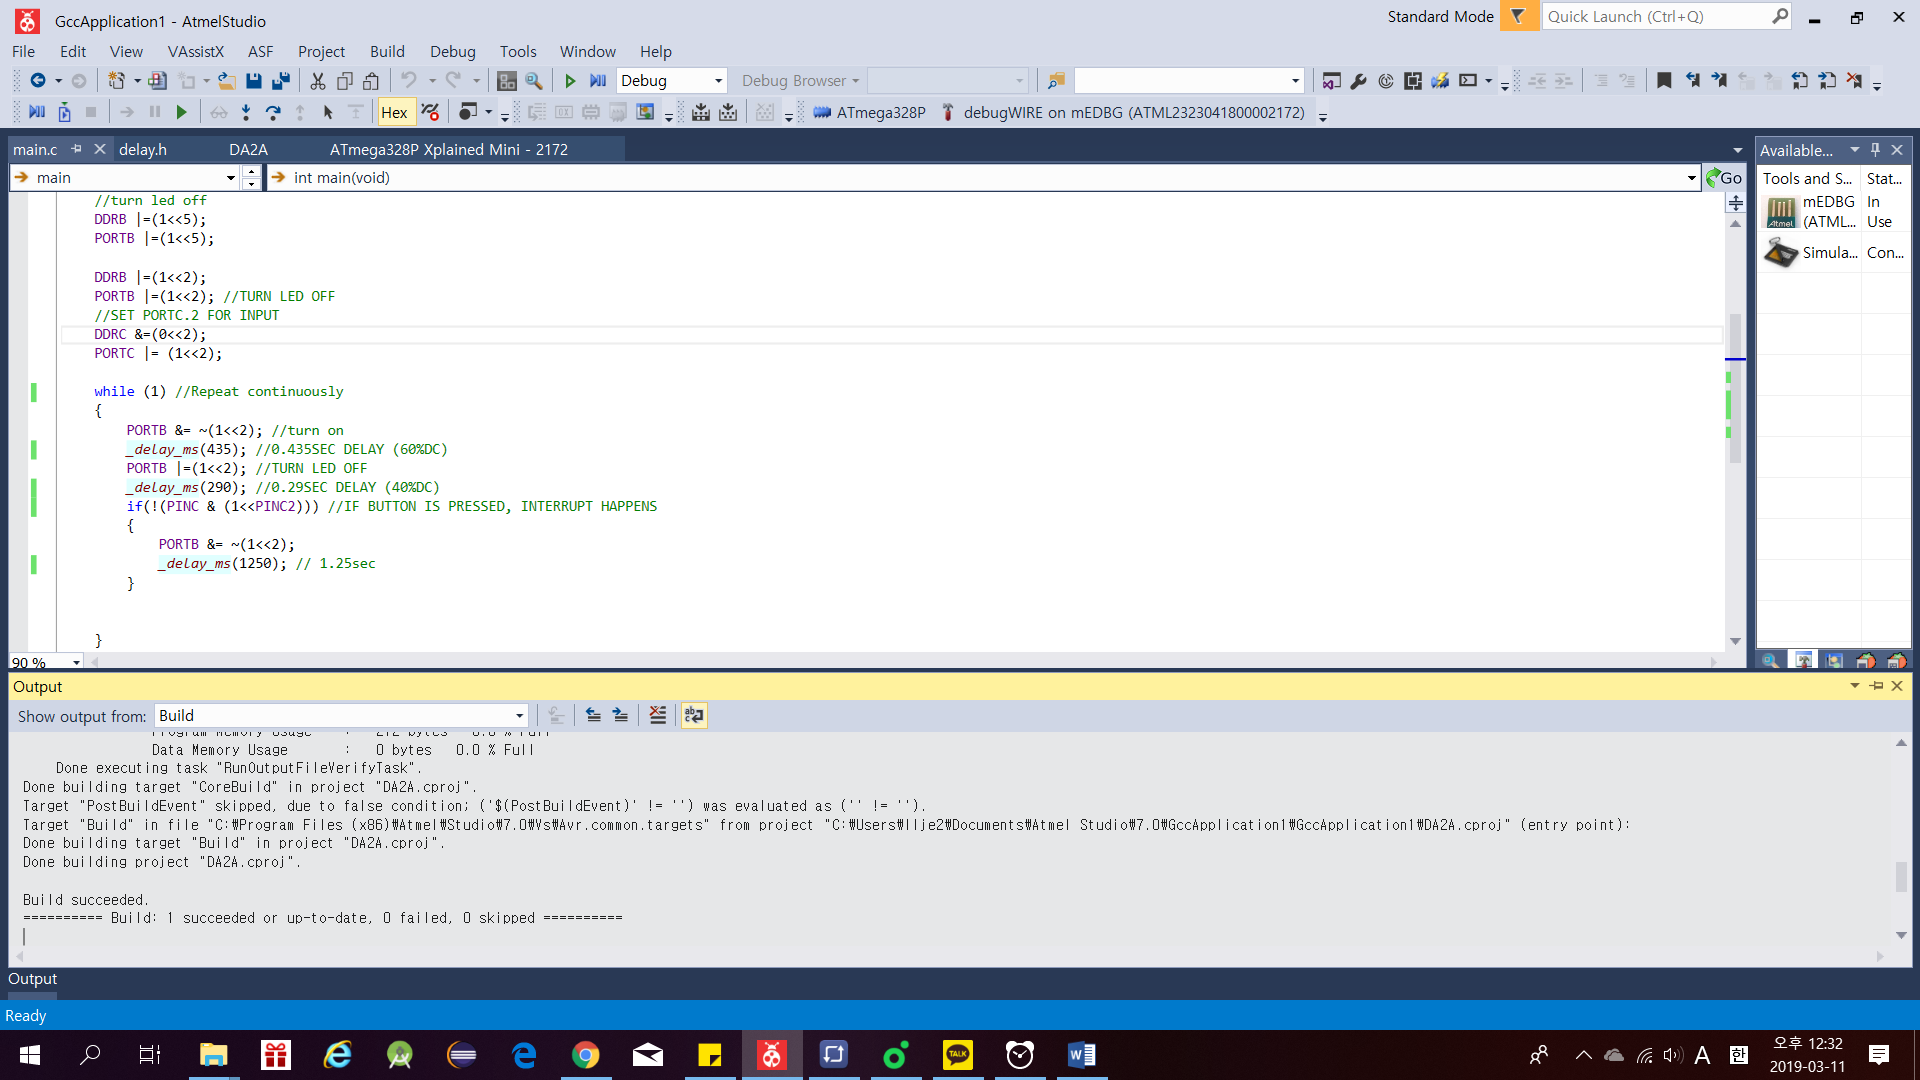 GccApplication1 - AtmelStudio
Standard Mode
Quick Launch (Ctrl+Q)
File Edit View VAssistX ASF Project Build Debug Tools Window Help
Debug
Debug Browser
Hex
ATmega328P
debugWIRE on mEDBG (ATML2323041800002172)
main.c
delay.h
DA2A
ATmega328P Xplained Mini - 2172
main
int main(void)
Go
//turn led off
DDRB |=(1<<5);
PORTB |=(1<<5);
DDRB |=(1<<2);
PORTB |=(1<<2); //TURN LED OFF
//SET PORTC.2 FOR INPUT
DDRC &=(0<<2);
PORTC |= (1<<2);
while (1) //Repeat continuously
{
PORTB &= ~(1<<2); //turn on
_delay_ms(435); //0.435SEC DELAY (60%DC)
PORTB |=(1<<2); //TURN LED OFF
_delay_ms(290); //0.29SEC DELAY (40%DC)
if(!(PINC & (1<<PINC2))) //IF BUTTON IS PRESSED, INTERRUPT HAPPENS
{
PORTB &= ~(1<<2);
_delay_ms(1250); // 1.25sec
}
}
90 %
Available...
Tools and S... Stat...
mEDBG (ATML... In Use
Atmel
Simula... Con...
Output
Show output from: Build
Data Memory Usage : 0 bytes 0.0 % Full
Done executing task "RunOutputFileVerifyTask".
Done building target "CoreBuild" in project "DA2A.cproj".
Target "PostBuildEvent" skipped, due to false condition; ('$(PostBuildEvent)' != '') was evaluated as ('' != '').
Target "Build" in file "C:₩Program Files (x86)₩Atmel₩Studio₩7.0₩Vs₩Avr.common.targets" from project "C:₩Users₩Ilje2₩Documents₩Atmel Studio₩7.0₩GccApplication1₩GccApplication1₩DA2A.cproj" (entry point):
Done building target "Build" in project "DA2A.cproj".
Done building project "DA2A.cproj".
Build succeeded.
========== Build: 1 succeeded or up-to-date, 0 failed, 0 skipped ==========
Output
Ready
TALK
A
한
오후 12:32
2019-03-11